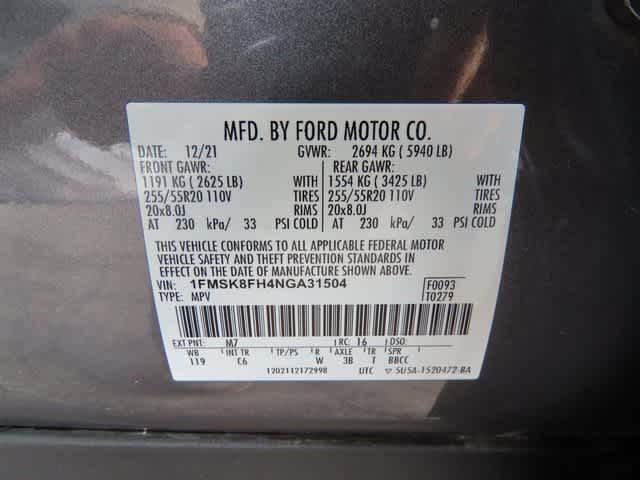 MFD. BY FORD MOTOR CO.
DATE: 12/21 GVWR: 2694 KG ( 5940 LB)
FRONT GAWR: REAR GAWR:
1191 KG ( 2625 LB) WITH 1554 KG ( 3425 LB) WITH
255/55R20 110V TIRES 255/55R20 110V TIRES
20x8.0J RIMS 20x8.0J RIMS
AT 230 kPa/ 33 PSI COLD AT 230 kPa/ 33 PSI COLD
THIS VEHICLE CONFORMS TO ALL APPLICABLE FEDERAL MOTOR
VEHICLE SAFETY AND THEFT PREVENTION STANDARDS IN
EFFECT ON THE DATE OF MANUFACTURE SHOWN ABOVE.
VIN: 1FMSK8FH4NGA31504 F0093
TYPE: MPV T0279
EXT PNT: M7 RC: 16 DSO:
WB INT TR TP/PS R AXLE TR SPR
119 C6 W 3B T BBCC
1202112172998 UTC 5U5A-1520472-BA